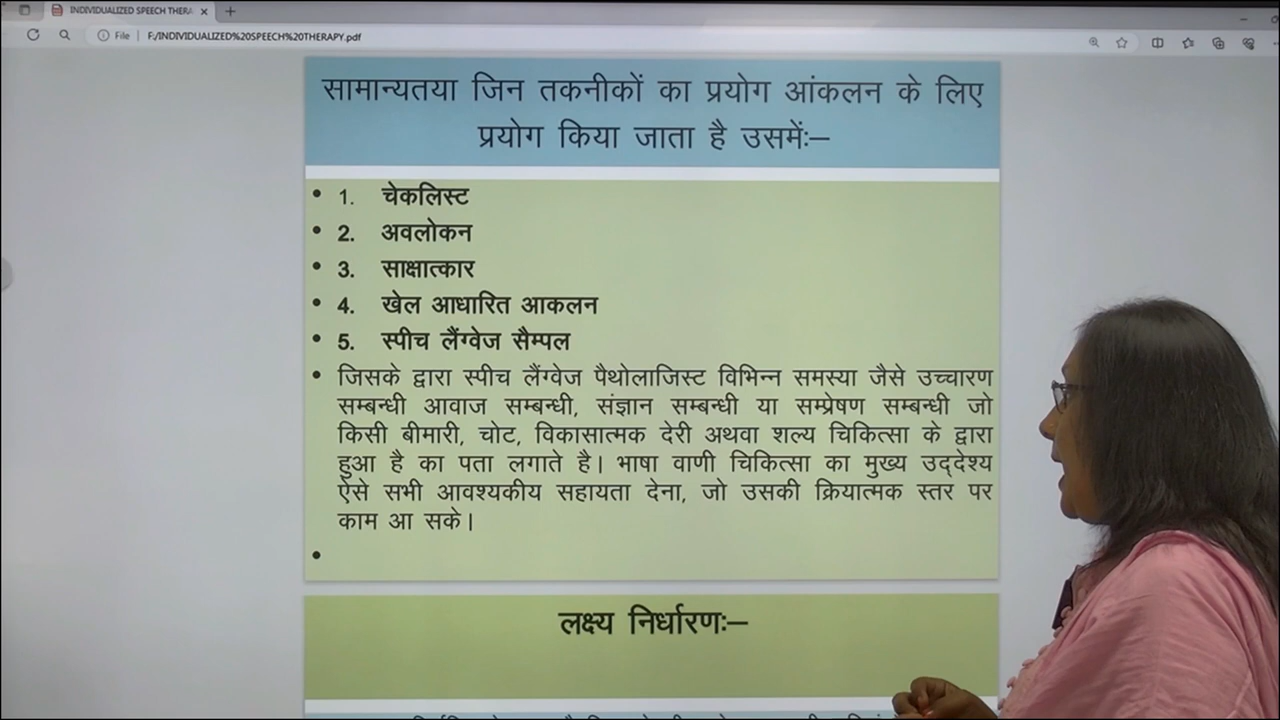 INDIVIDUALIZED SPEECH THERA
File
F:/INDIVIDUALIZED%20SPEECH%20THERAPY.pdf
सामान्यतया जिन तकनीकों का प्रयोग आंकलन के लिए
प्रयोग किया जाता है उसमेंः–
• 1. चेकलिस्ट
• 2. अवलोकन
• 3. साक्षात्कार
• 4. खेल आधारित आकलन
• 5. स्पीच लैंग्वेज सैम्पल
• जिसके द्वारा स्पीच लैंग्वेज पैथोलाजिस्ट विभिन्न समस्या जैसे उच्चारण
सम्बन्धी आवाज सम्बन्धी, संज्ञान सम्बन्धी या सम्प्रेषण सम्बन्धी जो
किसी बीमारी, चोट, विकासात्मक देरी अथवा शल्य चिकित्सा के द्वारा
हुआ है का पता लगाते है। भाषा वाणी चिकित्सा का मुख्य उद्देश्य
ऐसे सभी आवश्यकीय सहायता देना, जो उसकी क्रियात्मक स्तर पर
काम आ सके।
•
लक्ष्य निर्धारणः–